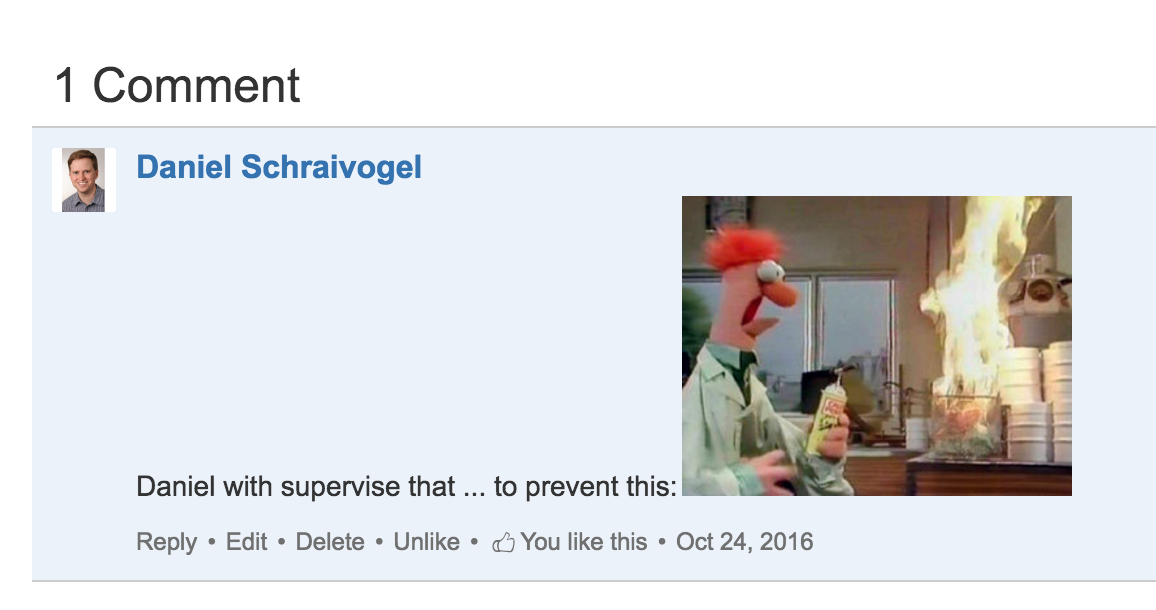 1 Comment
Daniel Schraivogel
Daniel with supervise that ... to prevent this:
Reply • Edit • Delete • Unlike • You like this • Oct 24, 2016